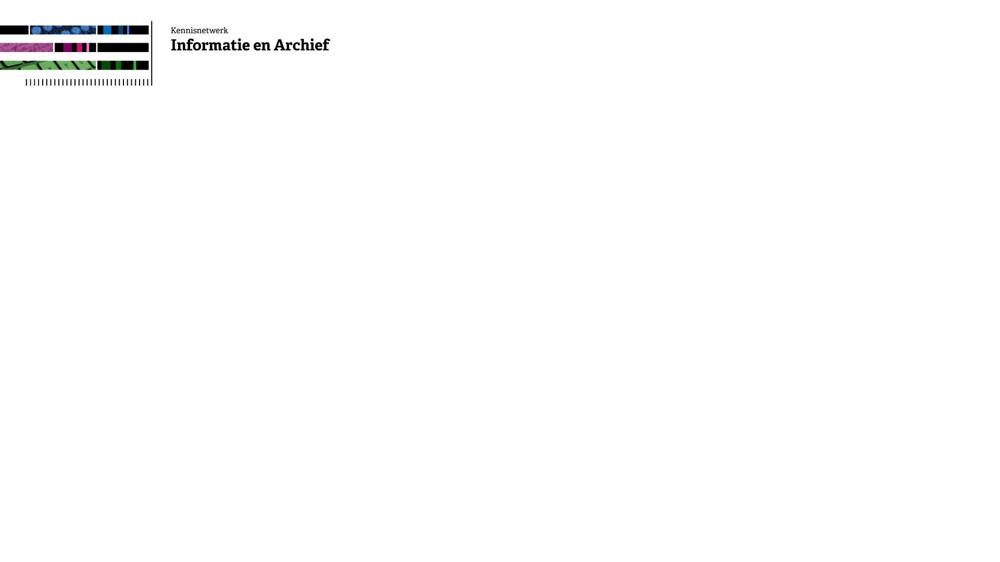 Kennisnetwerk
Informatie en Archief